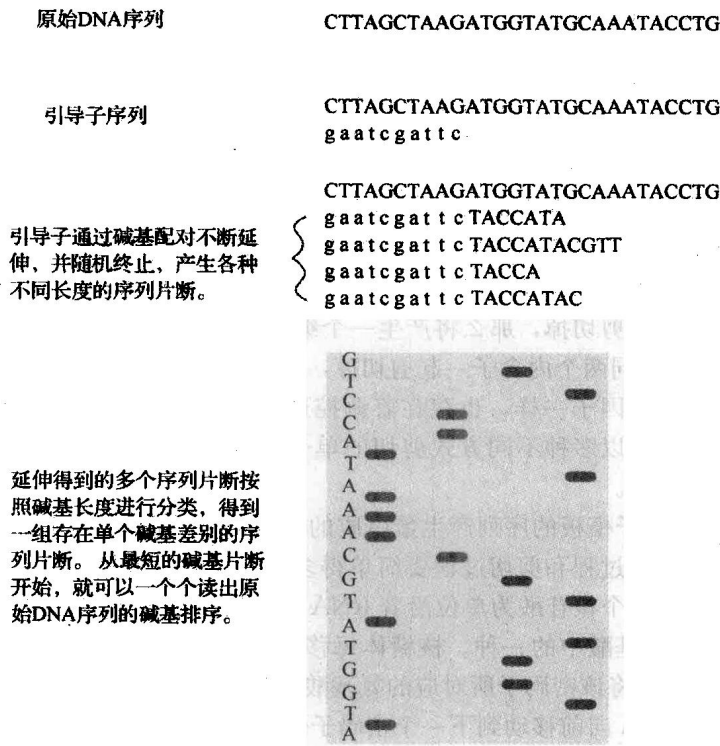 原始DNA序列
CTTAGCTAAGATGGTATGCAAATACCTG
引导子序列
CTTAGCTAAGATGGTATGCAAATACCTG
gaatcgattc
CTTAGCTAAGATGGTATGCAAATACCTG
引导子通过碱基配对不断延
伸，并随机终止，产生各种
不同长度的序列片断。
gaatcgattcTACCATA
gaatcgattcTACCATACGTT
gaatcgattcTACCA
gaatcgattcTACCATAC
延伸得到的多个序列片断按
照碱基长度进行分类，得到
一组存在单个碱基差别的序
列片断。从最短的碱基片断
开始，就可以一个个读出原
始DNA序列的碱基排序。
G
T
C
C
A
T
A
A
A
C
G
T
A
T
G
G
T
A